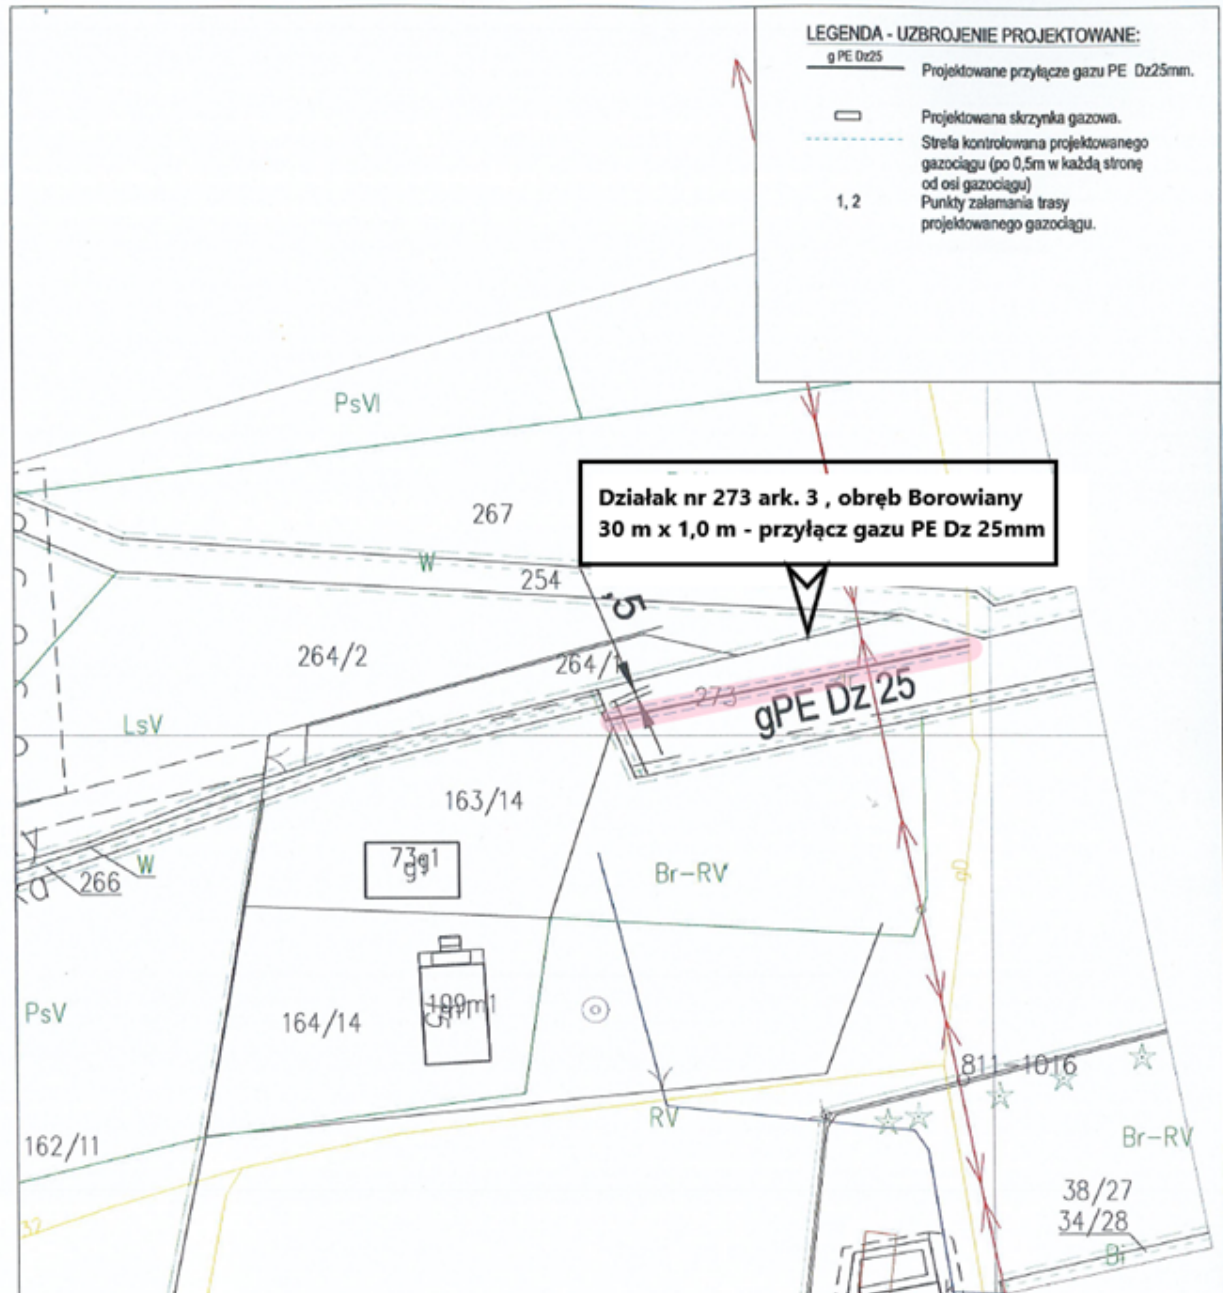 LEGENDA - UZBROJENIE PROJEKTOWANE:
g PE Dz25
Projektowane przyłącze gazu PE Dz25mm.
Projektowana skrzynka gazowa.
Strefa kontrolowana projektowanego
gazociągu (po 0,5m w każdą stronę
od osi gazociągu)
1, 2
Punkty załamania trasy
projektowanego gazociągu.
PsVI
Działak nr 273 ark. 3 , obręb Borowiany
30 m x 1,0 m - przyłącz gazu PE Dz 25mm
267
W
254
,5
264/2
264/1
273
gPE Dz 25
LsV
163/14
W
266
Br-RV
gD
PsV
164/14
811-1016
RV
162/11
Br-RV
38/27
34/28
32
Bi